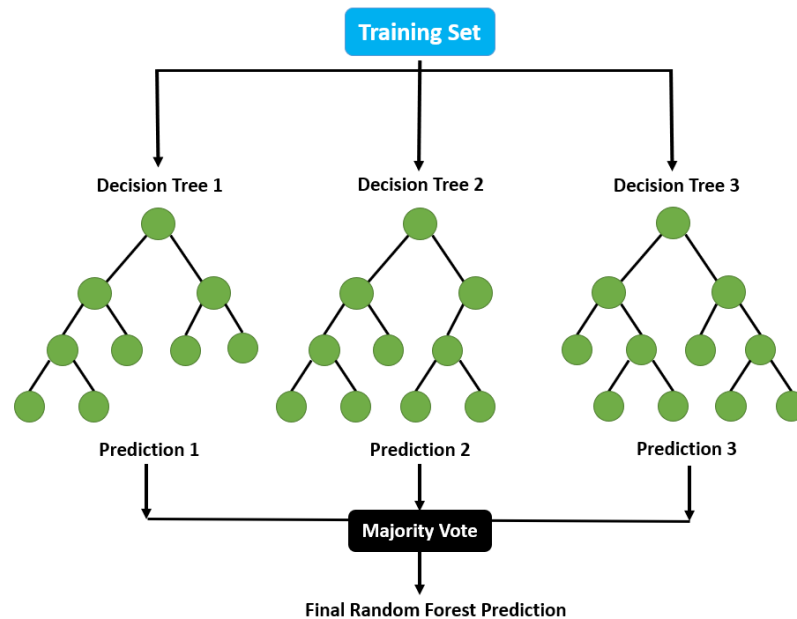 Training Set
Decision Tree 1
Decision Tree 2
Decision Tree 3
Prediction 1
Prediction 2
Prediction 3
Majority Vote
Final Random Forest Prediction